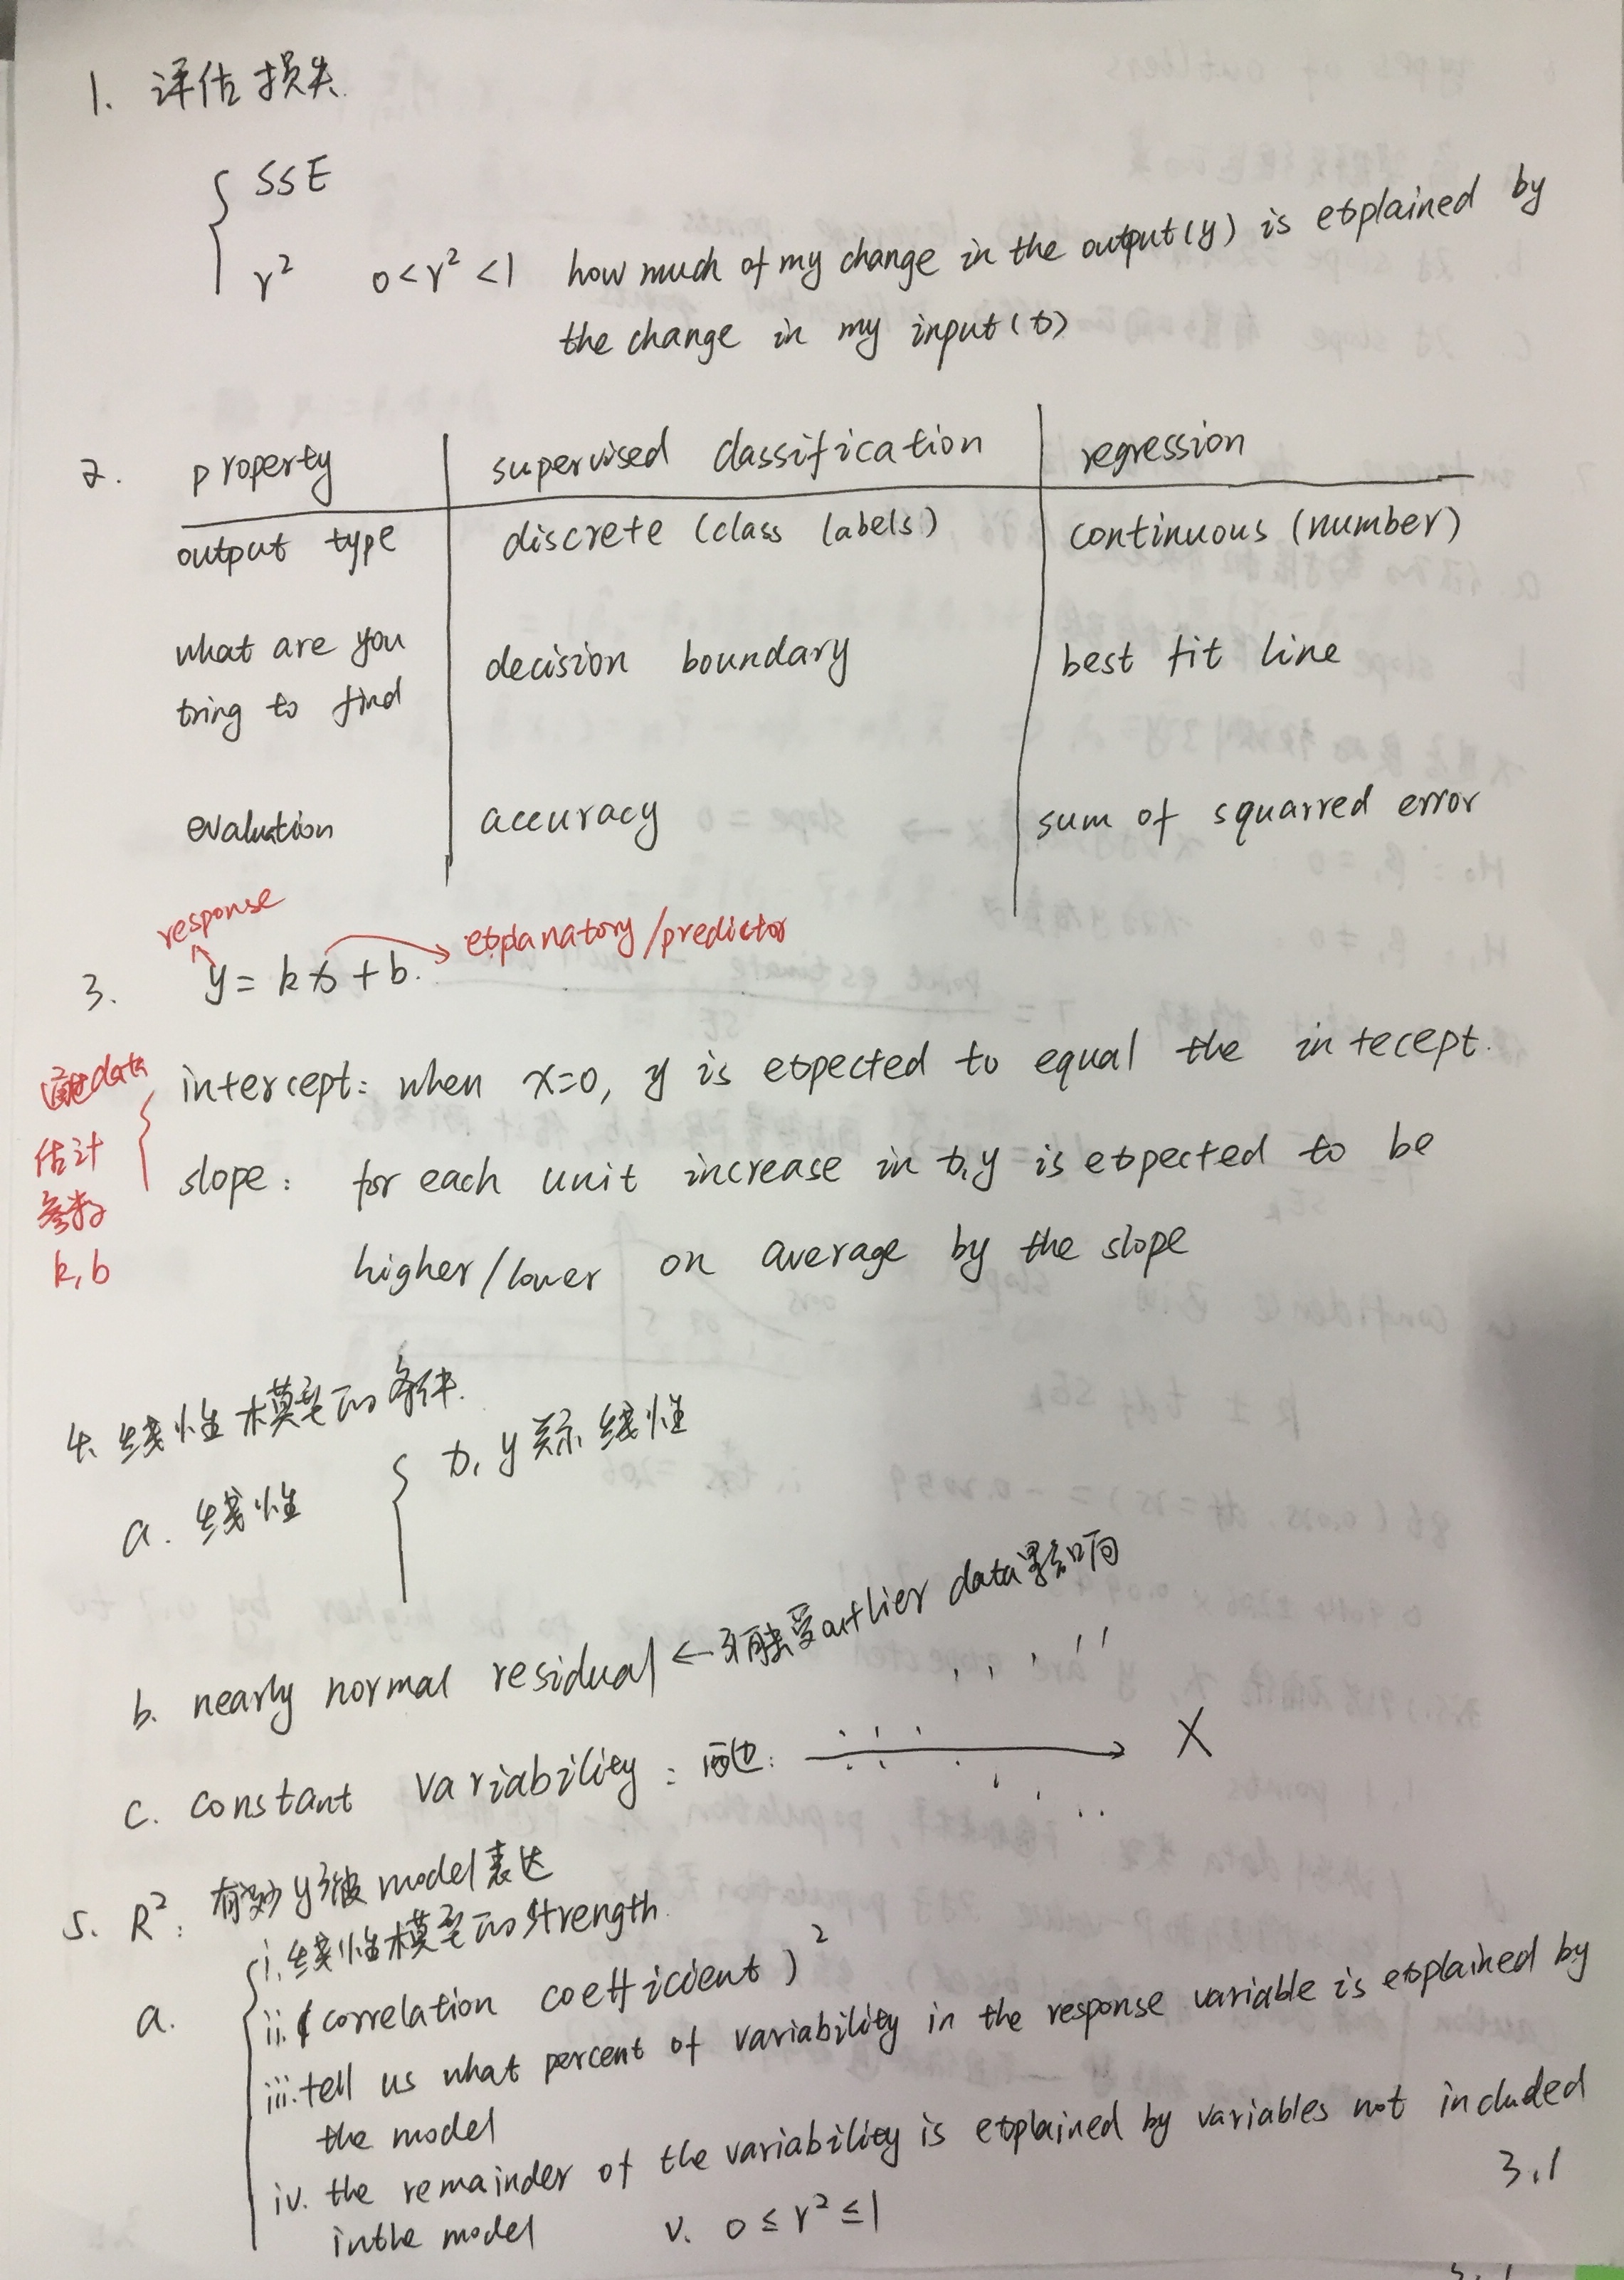 1. 评估损失
SSE
r² 0<r²<1 how much of my change in the output(y) is explained by
the change in my input(x)
2. property supervised classification regression
output type discrete (class labels) continuous (number)
what are you decision boundary best fit line
tring to find
evaluation accuracy sum of squarred error
response
explanatory/predictor
3. y = kx + b.
通过data
估计
参数
k, b
intercept: when x=0, y is expected to equal the intecept.
slope: for each unit increase in x, y is expected to be
higher/lower on average by the slope
4. 线性模型的条件.
a. 线性 x, y关系线性
b. nearly normal residual ← 可能受outlier data影响
c. constant variability: X
5. R²: 有多少y被model表达
a. i. 线性模型的strength
ii. (correlation coefficient)²
iii. tell us what percent of variability in the response variable is explained by
the model
iv. the remainder of the variability is explained by variables not included
in the model v. 0 ≤ r² ≤ 1
3.1